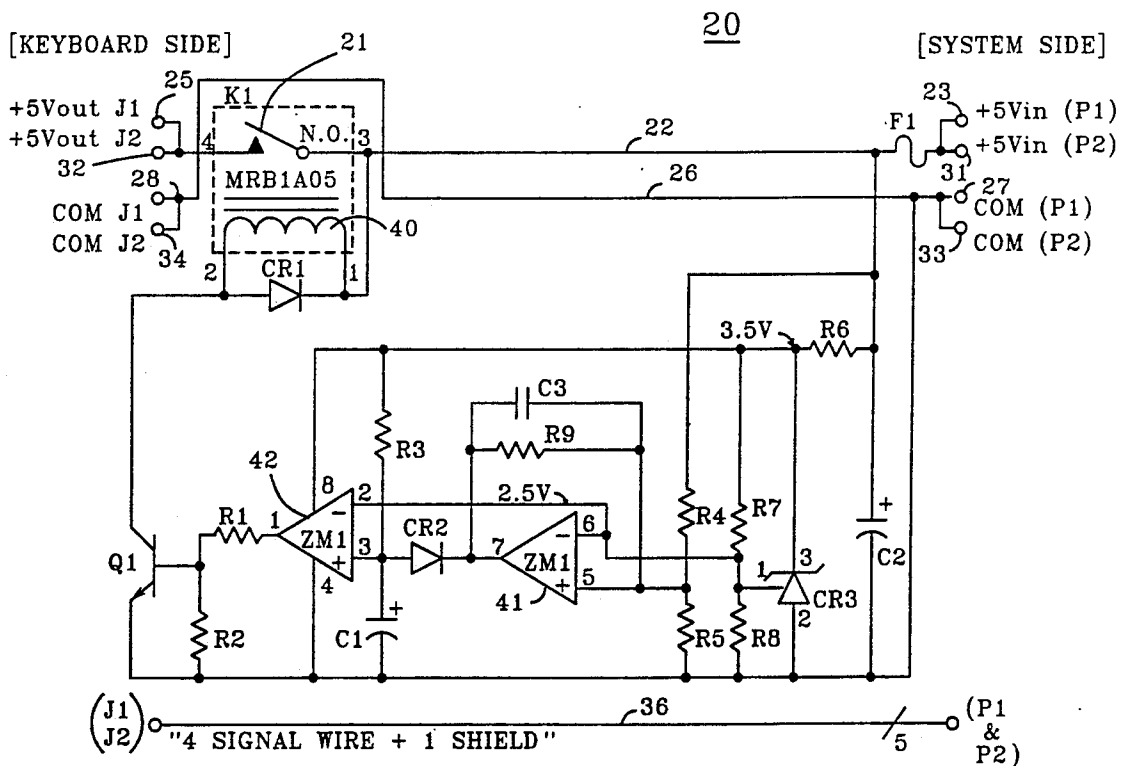 20
[KEYBOARD SIDE]
[SYSTEM SIDE]
21
25
K1
23
+5Vout J1
+5Vout J2
4
N.O.
3
22
F1
+5Vin (P1)
+5Vin (P2)
32
31
28
MRB1A05
26
27
COM J1
COM J2
COM (P1)
COM (P2)
34
40
33
2
CR1
1
3.5V
R6
C3
R9
R3
42
8
2
2.5V
R4
R7
+
C2
R1
1
ZM1
-
+
3
CR2
7
ZM1
-
+
6
5
1
3
CR3
2
Q1
4
41
R2
C1
+
R5
R8
(J1
J2)
36
5
(P1
&
P2)
"4 SIGNAL WIRE + 1 SHIELD"